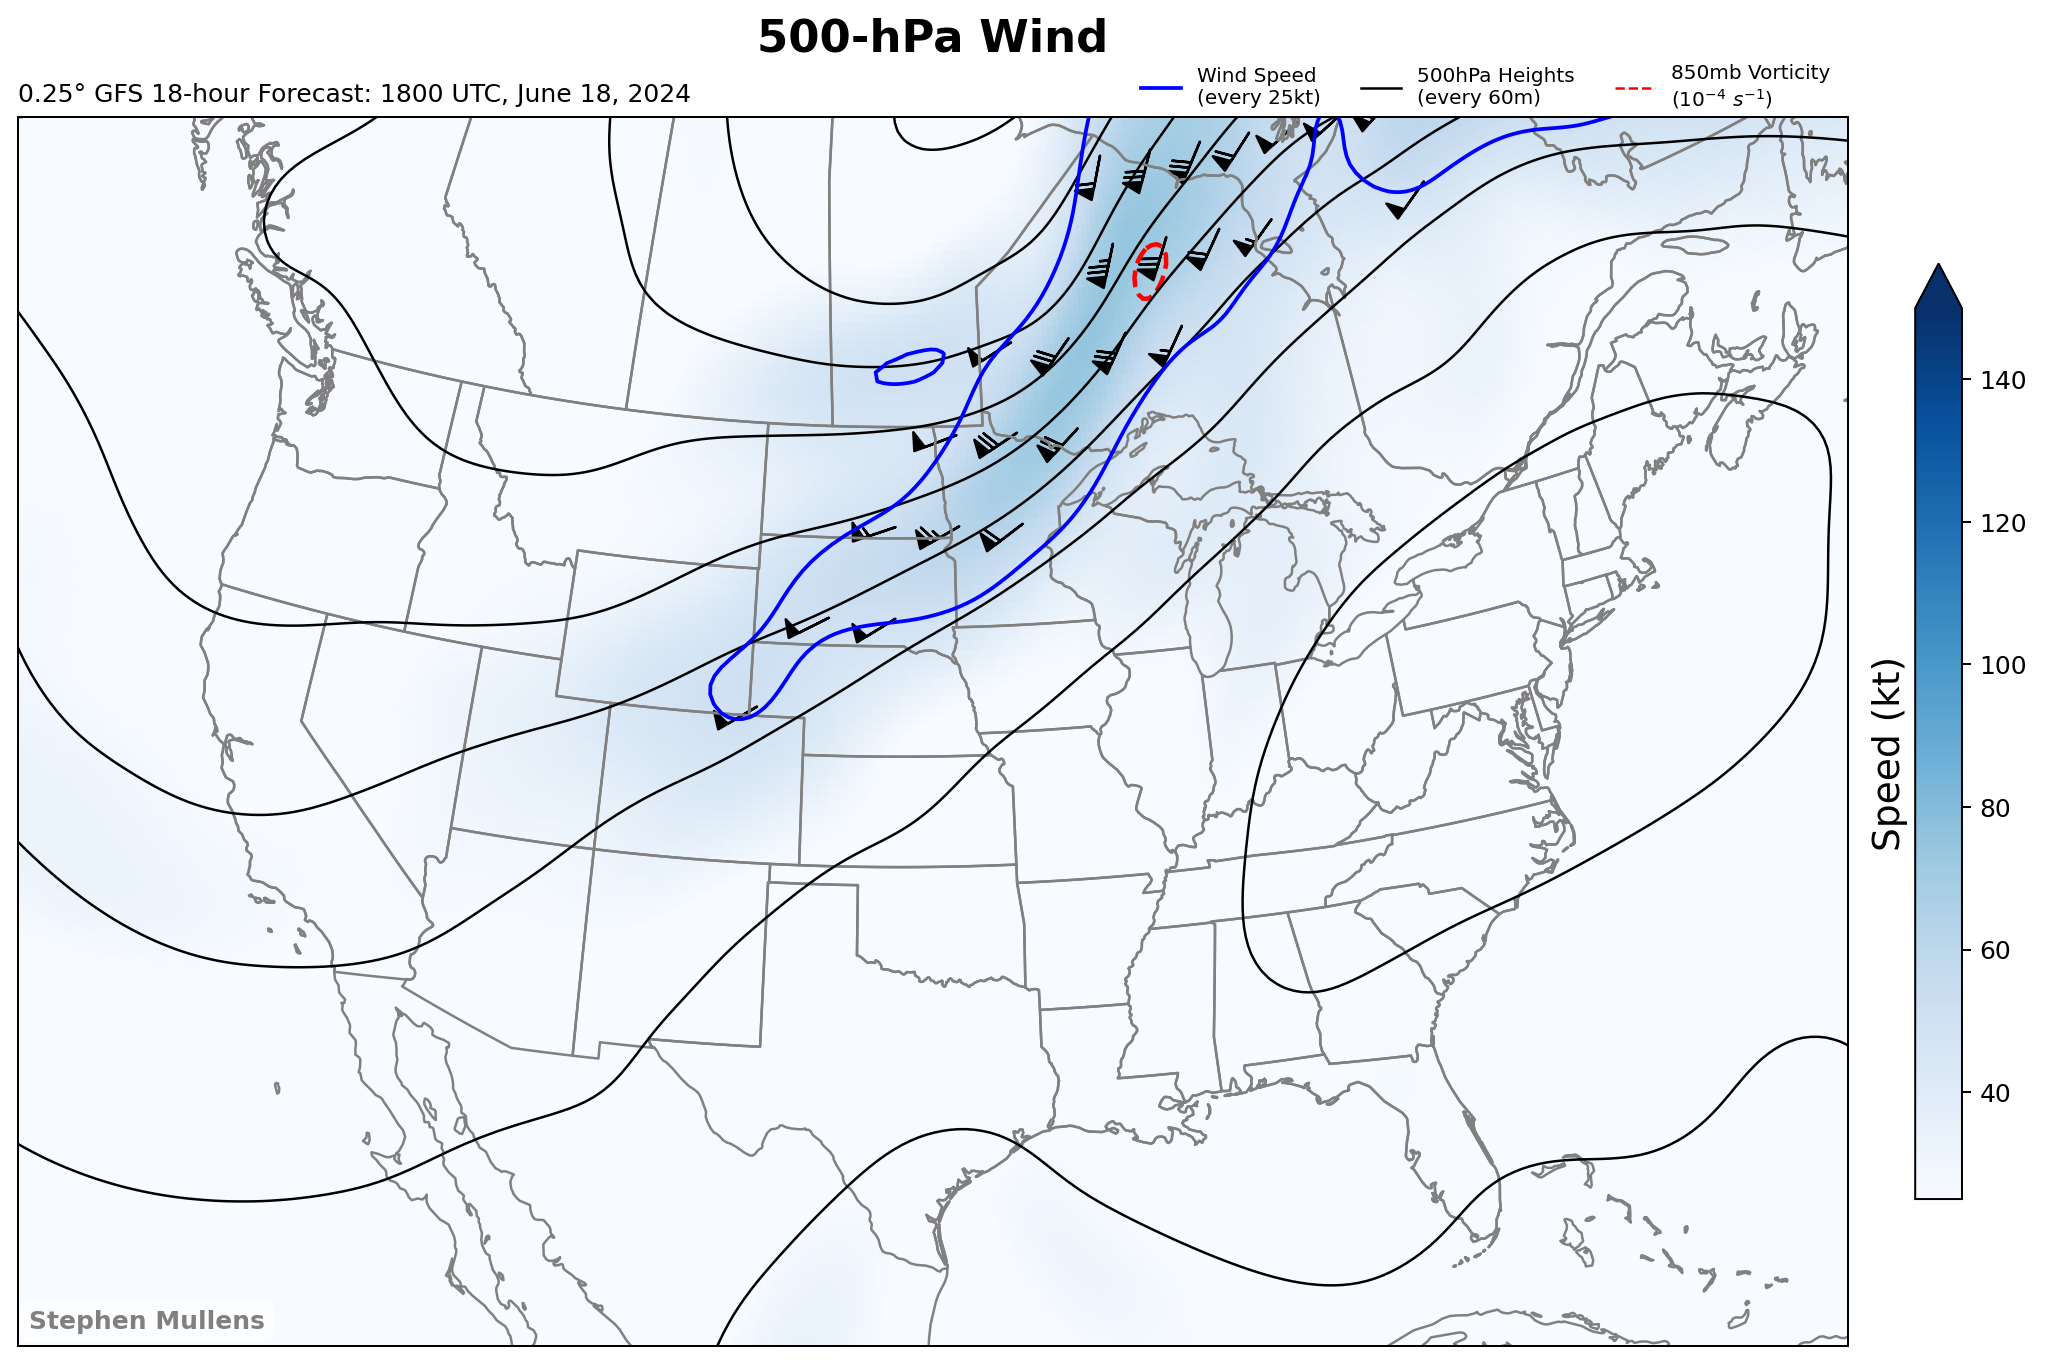 500-hPa Wind
0.25° GFS 18-hour Forecast: 1800 UTC, June 18, 2024
Wind Speed
(every 25kt)
500hPa Heights
(every 60m)
850mb Vorticity
(10⁻⁴ s⁻¹)
140
120
100
80
60
40
Speed (kt)
Stephen Mullens